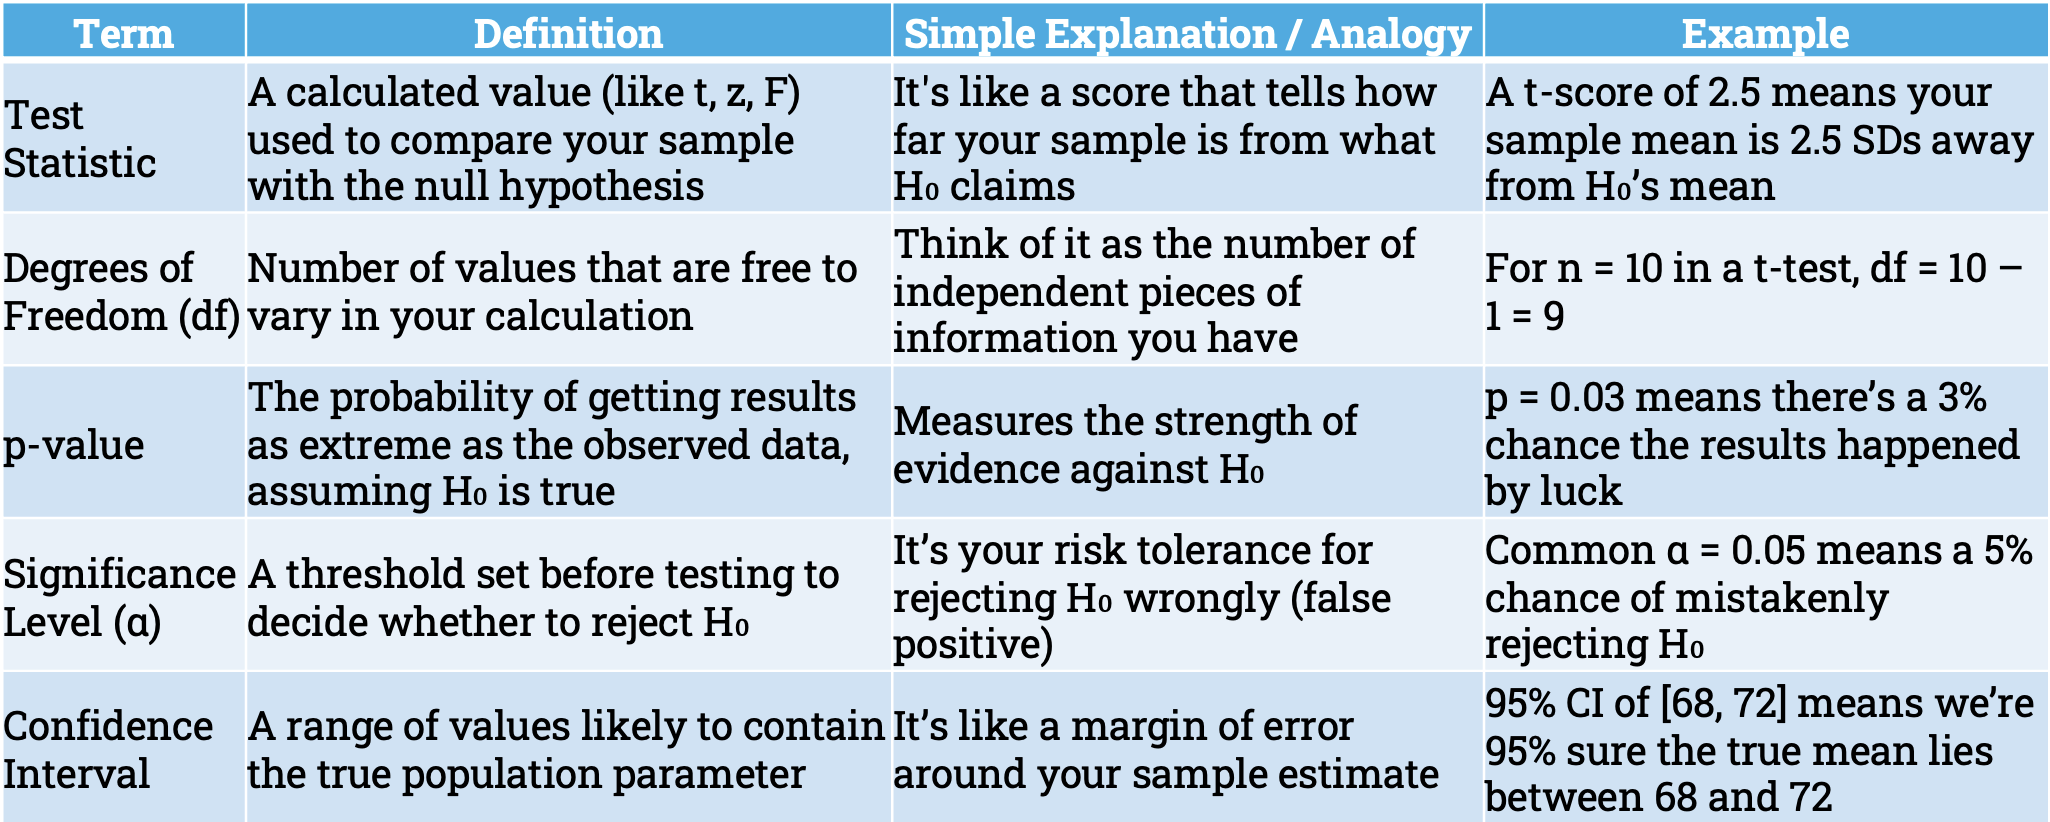 Term
Definition
Simple Explanation / Analogy
Example
Test
Statistic
A calculated value (like t, z, F)
used to compare your sample
with the null hypothesis
It's like a score that tells how
far your sample is from what
H₀ claims
A t-score of 2.5 means your
sample mean is 2.5 SDs away
from H₀’s mean
Degrees of
Freedom (df)
Number of values that are free to
vary in your calculation
Think of it as the number of
independent pieces of
information you have
For n = 10 in a t-test, df = 10 –
1 = 9
p-value
The probability of getting results
as extreme as the observed data,
assuming H₀ is true
Measures the strength of
evidence against H₀
p = 0.03 means there’s a 3%
chance the results happened
by luck
Significance
Level (α)
A threshold set before testing to
decide whether to reject H₀
It’s your risk tolerance for
rejecting H₀ wrongly (false
positive)
Common α = 0.05 means a 5%
chance of mistakenly
rejecting H₀
Confidence
Interval
A range of values likely to contain
the true population parameter
It’s like a margin of error
around your sample estimate
95% CI of [68, 72] means we’re
95% sure the true mean lies
between 68 and 72